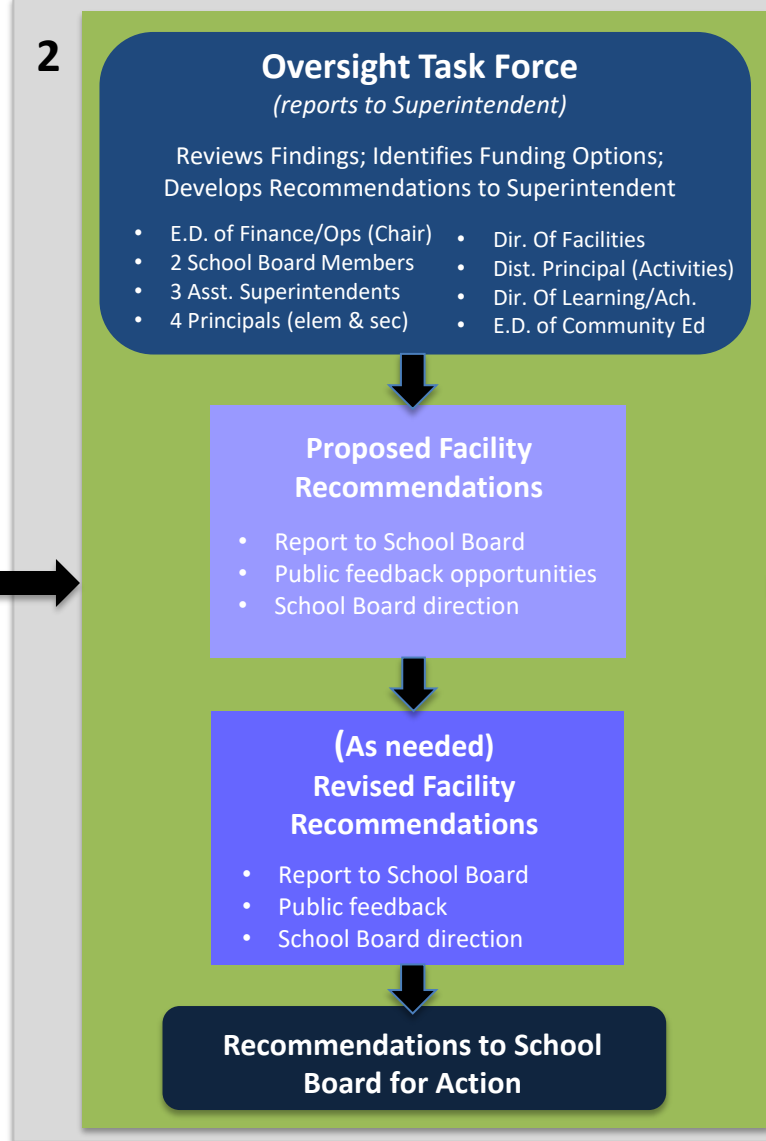 2
Oversight Task Force
(reports to Superintendent)
Reviews Findings; Identifies Funding Options;
Develops Recommendations to Superintendent
• E.D. of Finance/Ops (Chair)
• 2 School Board Members
• 3 Asst. Superintendents
• 4 Principals (elem & sec)
• Dir. Of Facilities
• Dist. Principal (Activities)
• Dir. Of Learning/Ach.
• E.D. of Community Ed
Proposed Facility
Recommendations
• Report to School Board
• Public feedback opportunities
• School Board direction
(As needed)
Revised Facility
Recommendations
• Report to School Board
• Public feedback
• School Board direction
Recommendations to School
Board for Action